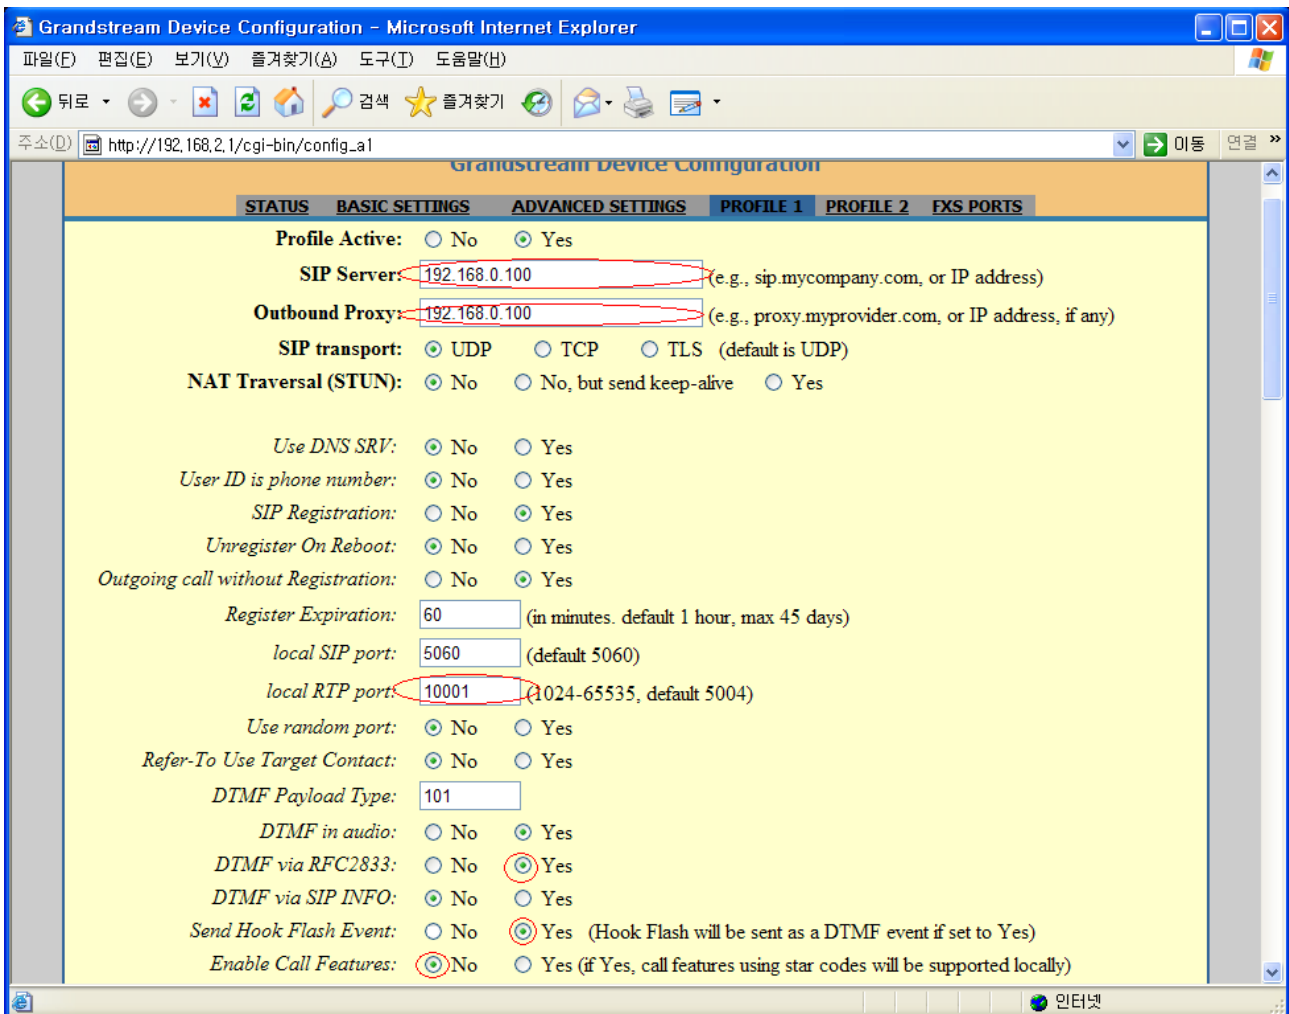 Grandstream Device Configuration - Microsoft Internet Explorer
파일(F) 편집(E) 보기(V) 즐겨찾기(A) 도구(T) 도움말(H)
뒤로 검색 즐겨찾기
주소(D) http://192,168,2,1/cgi-bin/config_a1 이동 연결 »
Grandstream Device Configuration
STATUS BASIC SETTINGS ADVANCED SETTINGS PROFILE 1 PROFILE 2 FXS PORTS
Profile Active: No Yes
SIP Server: 192.168.0.100 (e.g., sip.mycompany.com, or IP address)
Outbound Proxy: 192.168.0.100 (e.g., proxy.myprovider.com, or IP address, if any)
SIP transport: UDP TCP TLS (default is UDP)
NAT Traversal (STUN): No No, but send keep-alive Yes
Use DNS SRV: No Yes
User ID is phone number: No Yes
SIP Registration: No Yes
Unregister On Reboot: No Yes
Outgoing call without Registration: No Yes
Register Expiration: 60 (in minutes. default 1 hour, max 45 days)
local SIP port: 5060 (default 5060)
local RTP port: 10001 (1024-65535, default 5004)
Use random port: No Yes
Refer-To Use Target Contact: No Yes
DTMF Payload Type: 101
DTMF in audio: No Yes
DTMF via RFC2833: No Yes
DTMF via SIP INFO: No Yes
Send Hook Flash Event: No Yes (Hook Flash will be sent as a DTMF event if set to Yes)
Enable Call Features: No Yes (if Yes, call features using star codes will be supported locally)
인터넷